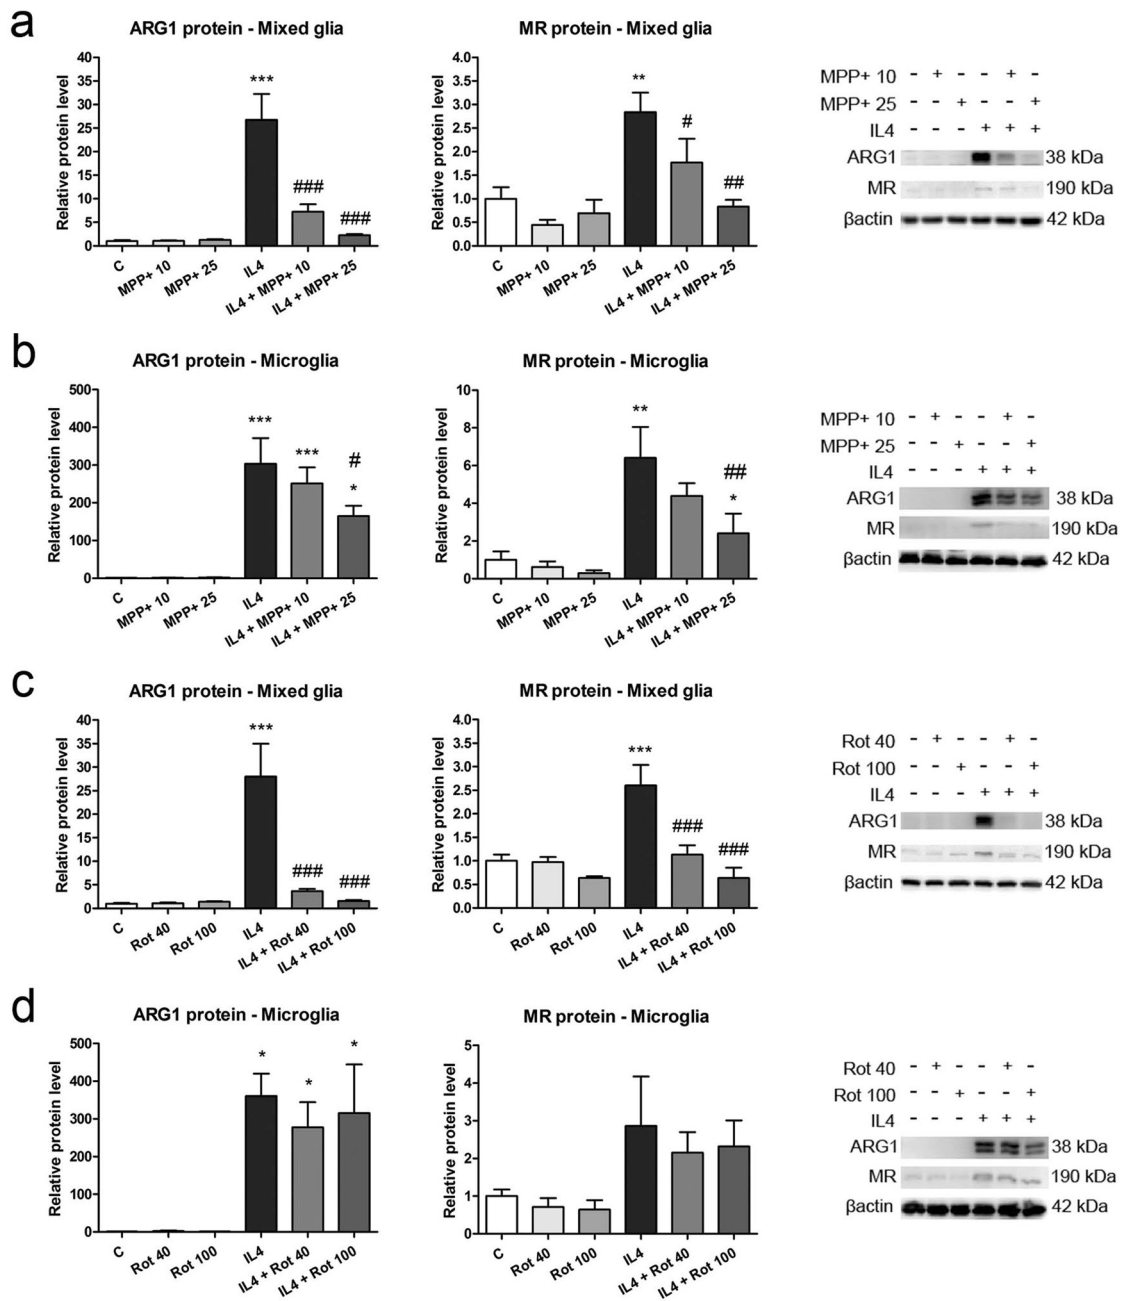 a
ARG1 protein - Mixed glia
Relative protein level
40
35
30
25
20
15
10
5
0
***
###
###
C
MPP+ 10
MPP+ 25
IL4
IL4 + MPP+ 10
IL4 + MPP+ 25
MR protein - Mixed glia
Relative protein level
4.0
3.5
3.0
2.5
2.0
1.5
1.0
0.5
0.0
**
#
##
C
MPP+ 10
MPP+ 25
IL4
IL4 + MPP+ 10
IL4 + MPP+ 25
MPP+ 10 - + - - + -
MPP+ 25 - - + - - +
IL4 - - - + + +
ARG1 38 kDa
MR 190 kDa
βactin 42 kDa
b
ARG1 protein - Microglia
Relative protein level
500
400
300
200
100
0
***
***
#
*
C
MPP+ 10
MPP+ 25
IL4
IL4 + MPP+ 10
IL4 + MPP+ 25
MR protein - Microglia
Relative protein level
10
8
6
4
2
0
**
##
*
C
MPP+ 10
MPP+ 25
IL4
IL4 + MPP+ 10
IL4 + MPP+ 25
MPP+ 10 - + - - + -
MPP+ 25 - - + - - +
IL4 - - - + + +
ARG1 38 kDa
MR 190 kDa
βactin 42 kDa
c
ARG1 protein - Mixed glia
Relative protein level
40
35
30
25
20
15
10
5
0
***
###
###
C
Rot 40
Rot 100
IL4
IL4 + Rot 40
IL4 + Rot 100
MR protein - Mixed glia
Relative protein level
4.0
3.5
3.0
2.5
2.0
1.5
1.0
0.5
0.0
***
###
###
C
Rot 40
Rot 100
IL4
IL4 + Rot 40
IL4 + Rot 100
Rot 40 - + - - + -
Rot 100 - - + - - +
IL4 - - - + + +
ARG1 38 kDa
MR 190 kDa
βactin 42 kDa
d
ARG1 protein - Microglia
Relative protein level
500
400
300
200
100
0
*
*
*
C
Rot 40
Rot 100
IL4
IL4 + Rot 40
IL4 + Rot 100
MR protein - Microglia
Relative protein level
5
4
3
2
1
0
C
Rot 40
Rot 100
IL4
IL4 + Rot 40
IL4 + Rot 100
Rot 40 - + - - + -
Rot 100 - - + - - +
IL4 - - - + + +
ARG1 38 kDa
MR 190 kDa
βactin 42 kDa